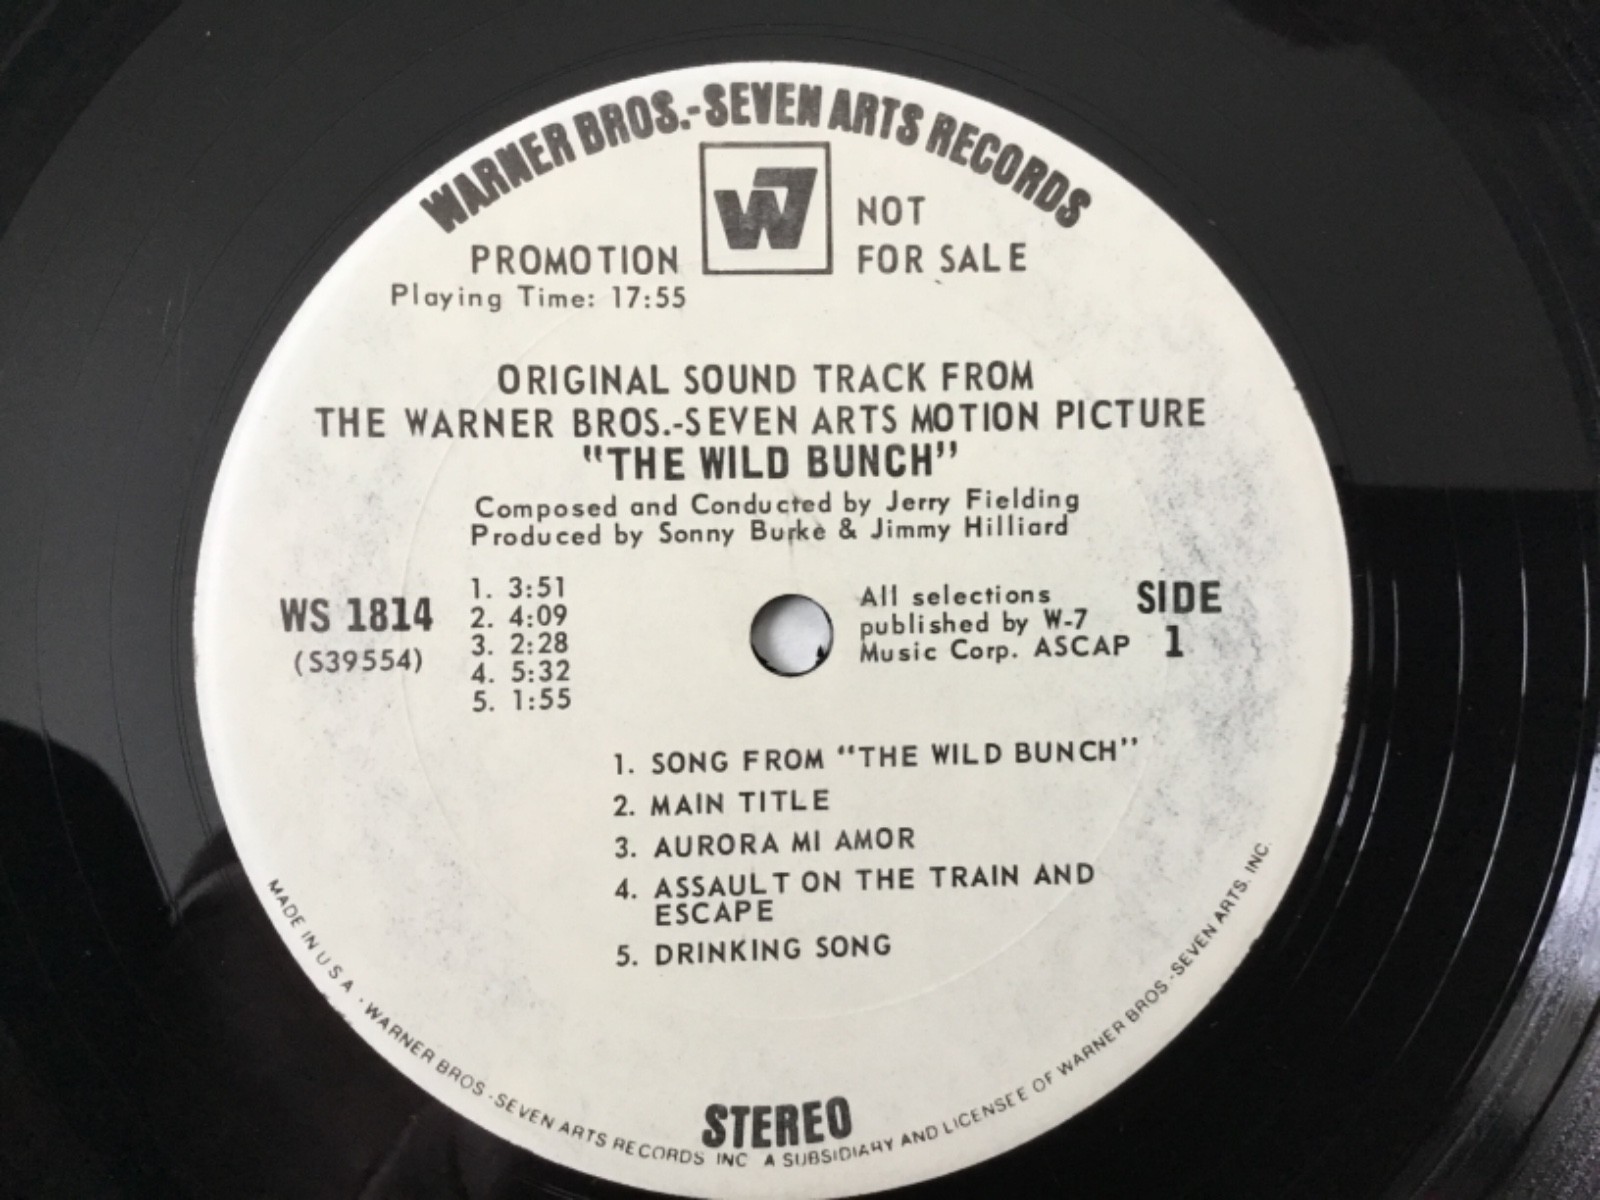 WARNER BROS.-SEVEN ARTS RECORDS
W7
PROMOTION
NOT
FOR SALE
Playing Time: 17:55
ORIGINAL SOUND TRACK FROM
THE WARNER BROS.-SEVEN ARTS MOTION PICTURE
"THE WILD BUNCH"
Composed and Conducted by Jerry Fielding
Produced by Sonny Burke & Jimmy Hilliard
WS 1814
(S39554)
1. 3:51
2. 4:09
3. 2:28
4. 5:32
5. 1:55
All selections
published by W-7
Music Corp. ASCAP
SIDE
1
1. SONG FROM "THE WILD BUNCH"
2. MAIN TITLE
3. AURORA MI AMOR
4. ASSAULT ON THE TRAIN AND
ESCAPE
5. DRINKING SONG
STEREO
MADE IN U.S.A. • WARNER BROS.-SEVEN ARTS RECORDS INC. A SUBSIDIARY AND LICENSEE OF WARNER BROS.-SEVEN ARTS, INC.